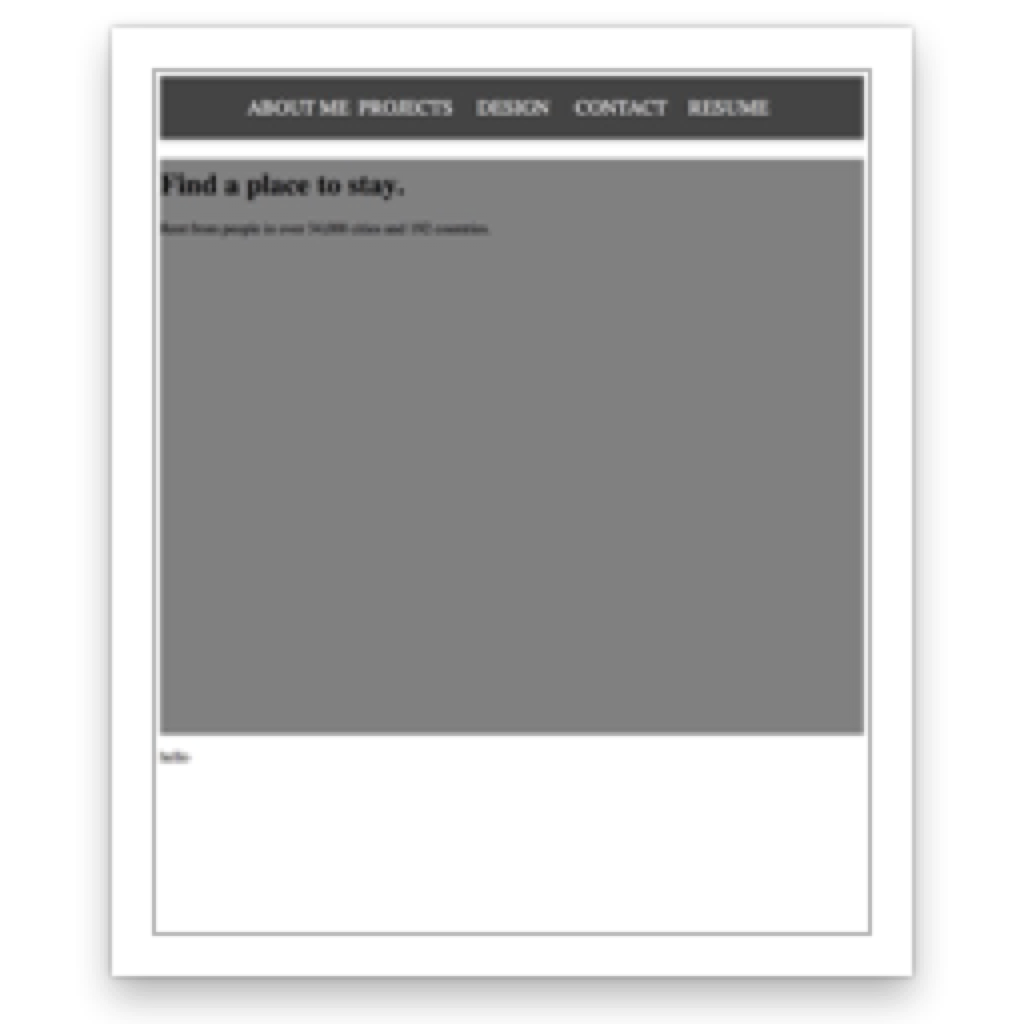 ABOUT ME PROJECTS DESIGN CONTACT RESUME
Find a place to stay.
Rent from people in over 34,000 cities and 192 countries.
hello